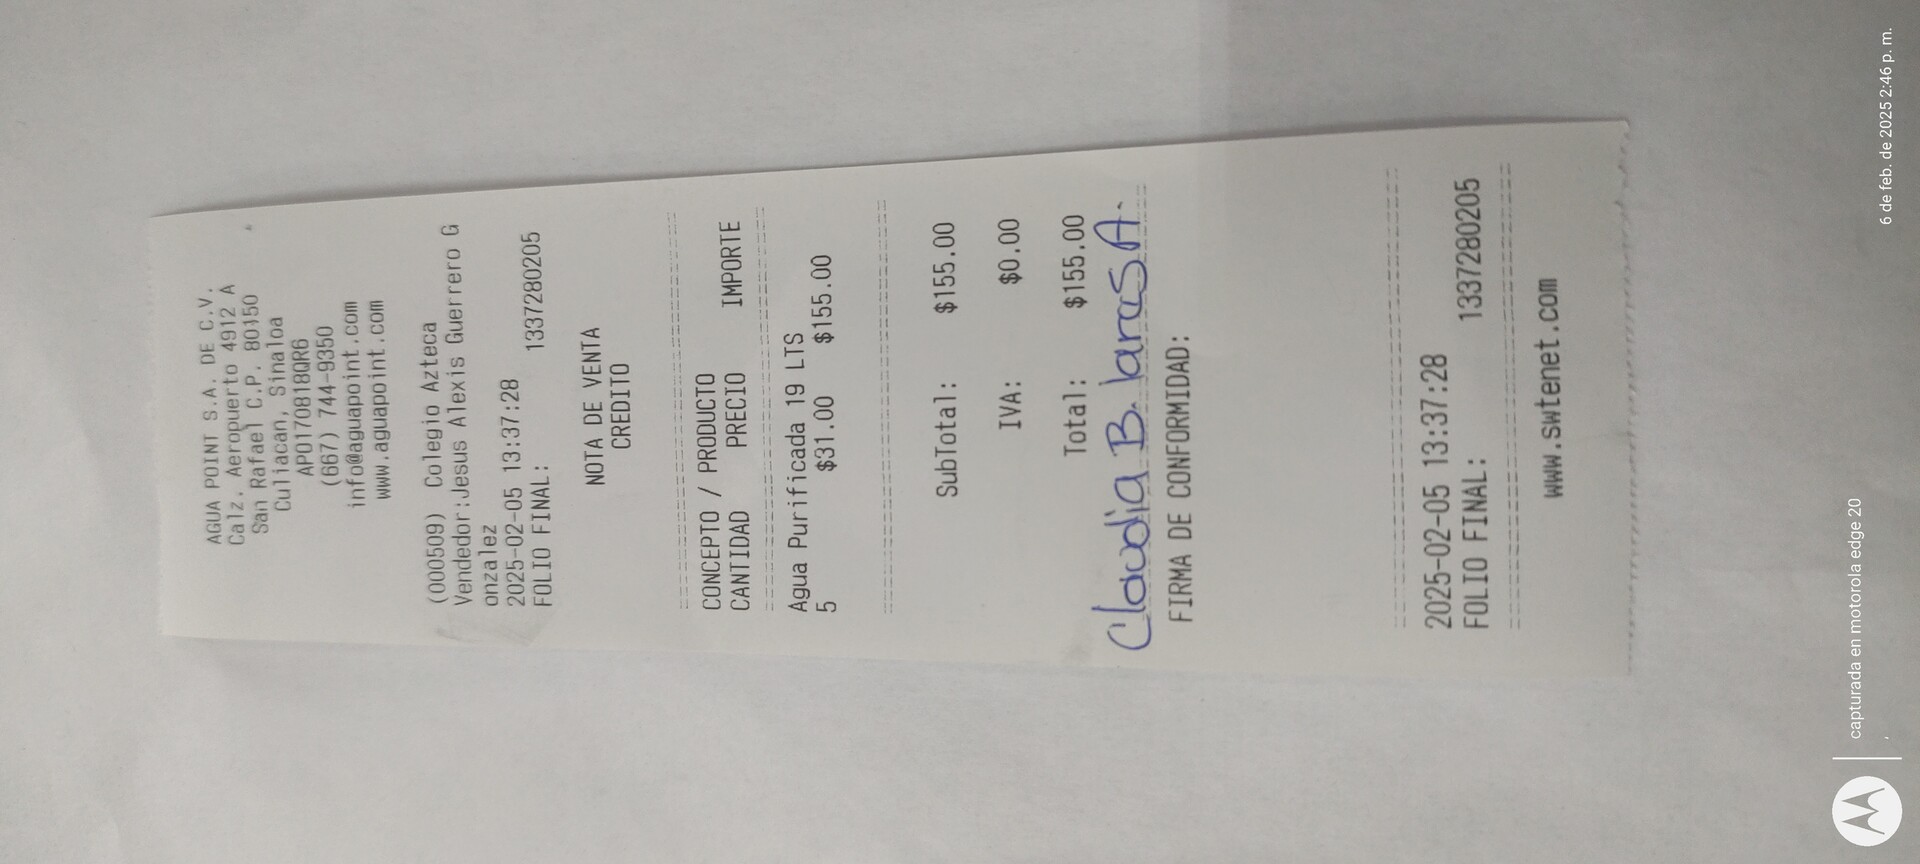 AGUA POINT S.A. DE C.V.
Calz. Aeropuerto 4912 A
San Rafael C.P. 80150
Culiacan, Sinaloa
APO170818QR6
(667) 744-9350
info@aguapoint.com
www.aguapoint.com
(000509) Colegio Azteca
Vendedor:Jesus Alexis Guerrero G
onzalez
2025-02-05 13:37:28
FOLIO FINAL: 1337280205
NOTA DE VENTA
CREDITO
CONCEPTO / PRODUCTO
CANTIDAD PRECIO IMPORTE
Agua Purificada 19 LTS
5 $31.00 $155.00
SubTotal: $155.00
IVA: $0.00
Total: $155.00
Claudia B. Laras A.
FIRMA DE CONFORMIDAD:
2025-02-05 13:37:28
FOLIO FINAL: 1337280205
www.swtenet.com
capturada en motorola edge 20
6 de feb. de 2025 2:46 p. m.